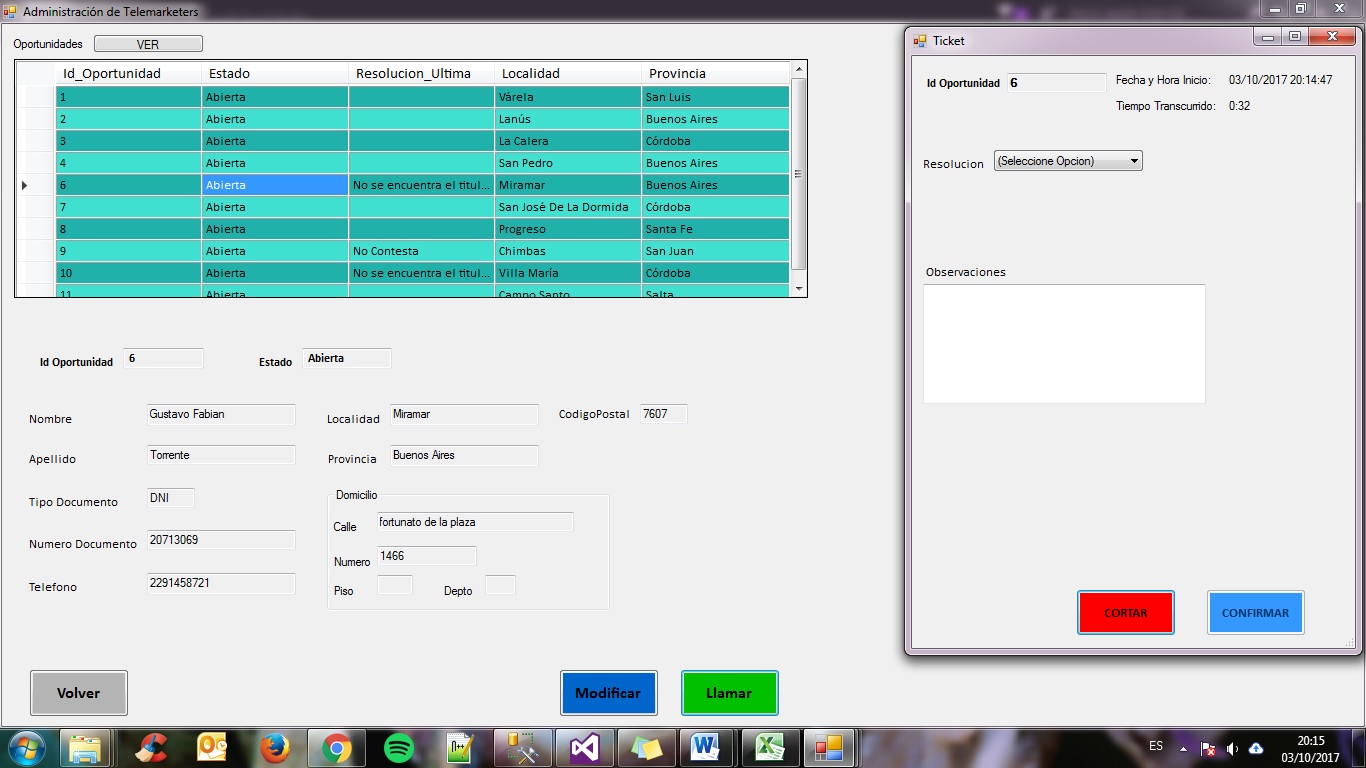 Administración de Telemarketers
Oportunidades VER
Id_Oportunidad Estado Resolucion_Ultima Localidad Provincia
1 Abierta Várela San Luis
2 Abierta Lanús Buenos Aires
3 Abierta La Calera Córdoba
4 Abierta San Pedro Buenos Aires
6 Abierta No se encuentra el titul... Miramar Buenos Aires
7 Abierta San José De La Dormida Córdoba
8 Abierta Progreso Santa Fe
9 Abierta No Contesta Chimbas San Juan
10 Abierta No se encuentra el titul... Villa María Córdoba
11 Abierta Campo Santo Salta
Id Oportunidad 6 Estado Abierta
Nombre Gustavo Fabian Localidad Miramar CodigoPostal 7607
Apellido Torrente Provincia Buenos Aires
Tipo Documento DNI
Domicilio
Calle fortunato de la plaza
Numero Documento 20713069
Numero 1466
Telefono 2291458721
Piso Depto
Volver Modificar Llamar
Ticket
Id Oportunidad 6 Fecha y Hora Inicio: 03/10/2017 20:14:47
Tiempo Transcurrido: 0:32
Resolucion (Seleccione Opcion)
Observaciones
CORTAR CONFIRMAR
ES 20:15
03/10/2017